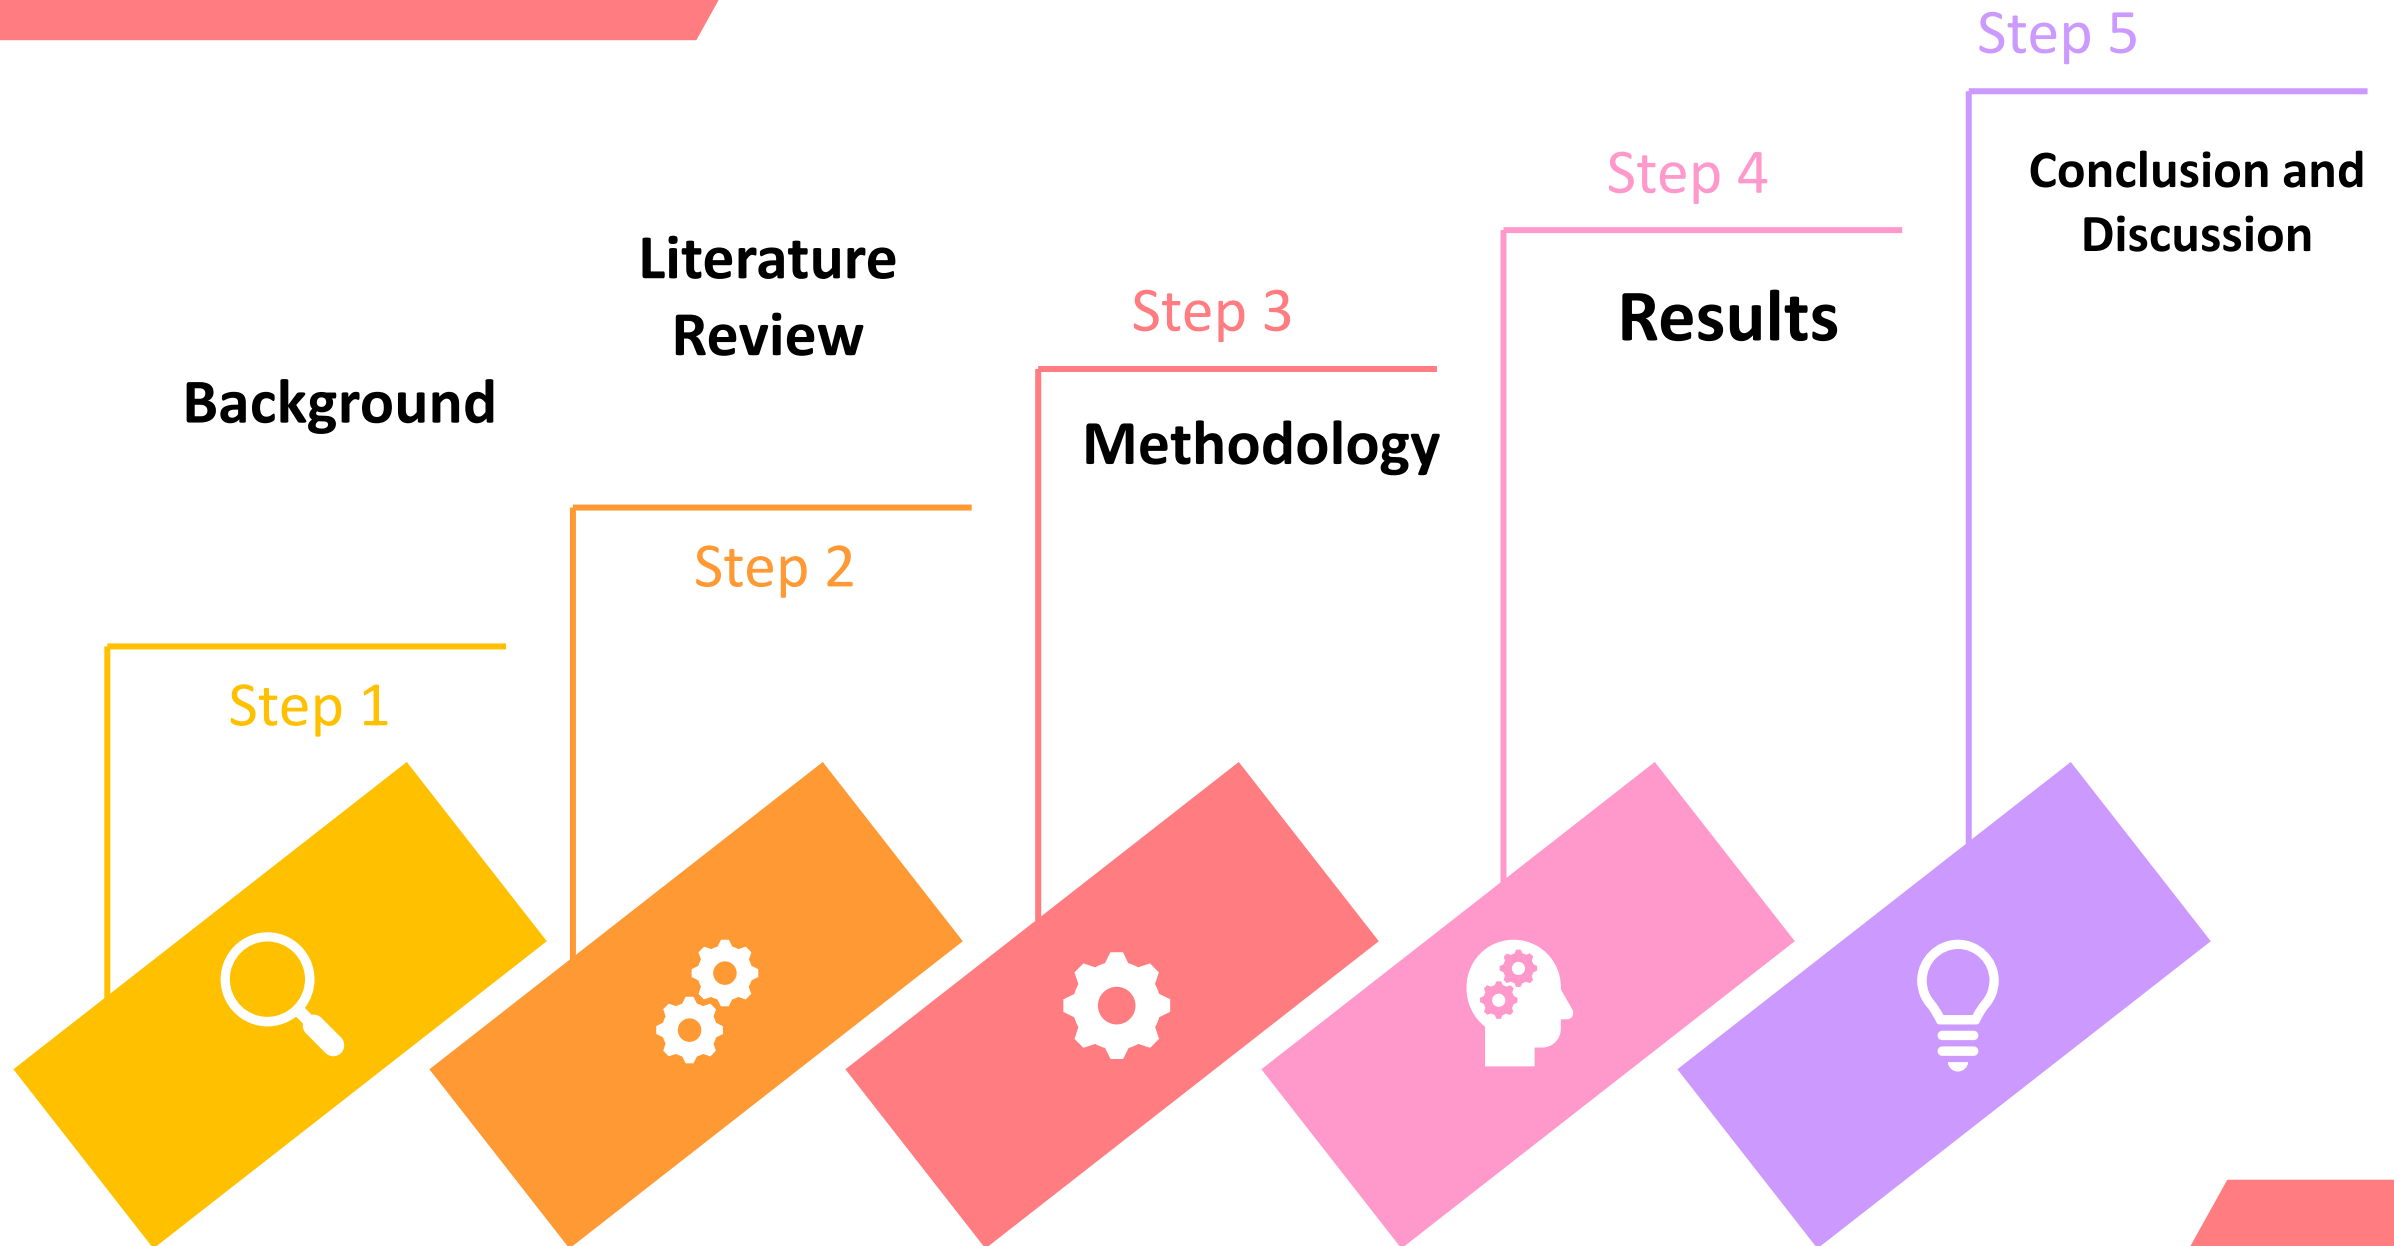 Background
Step 1
Literature
Review
Step 2
Step 3
Methodology
Step 4
Results
Step 5
Conclusion and
Discussion